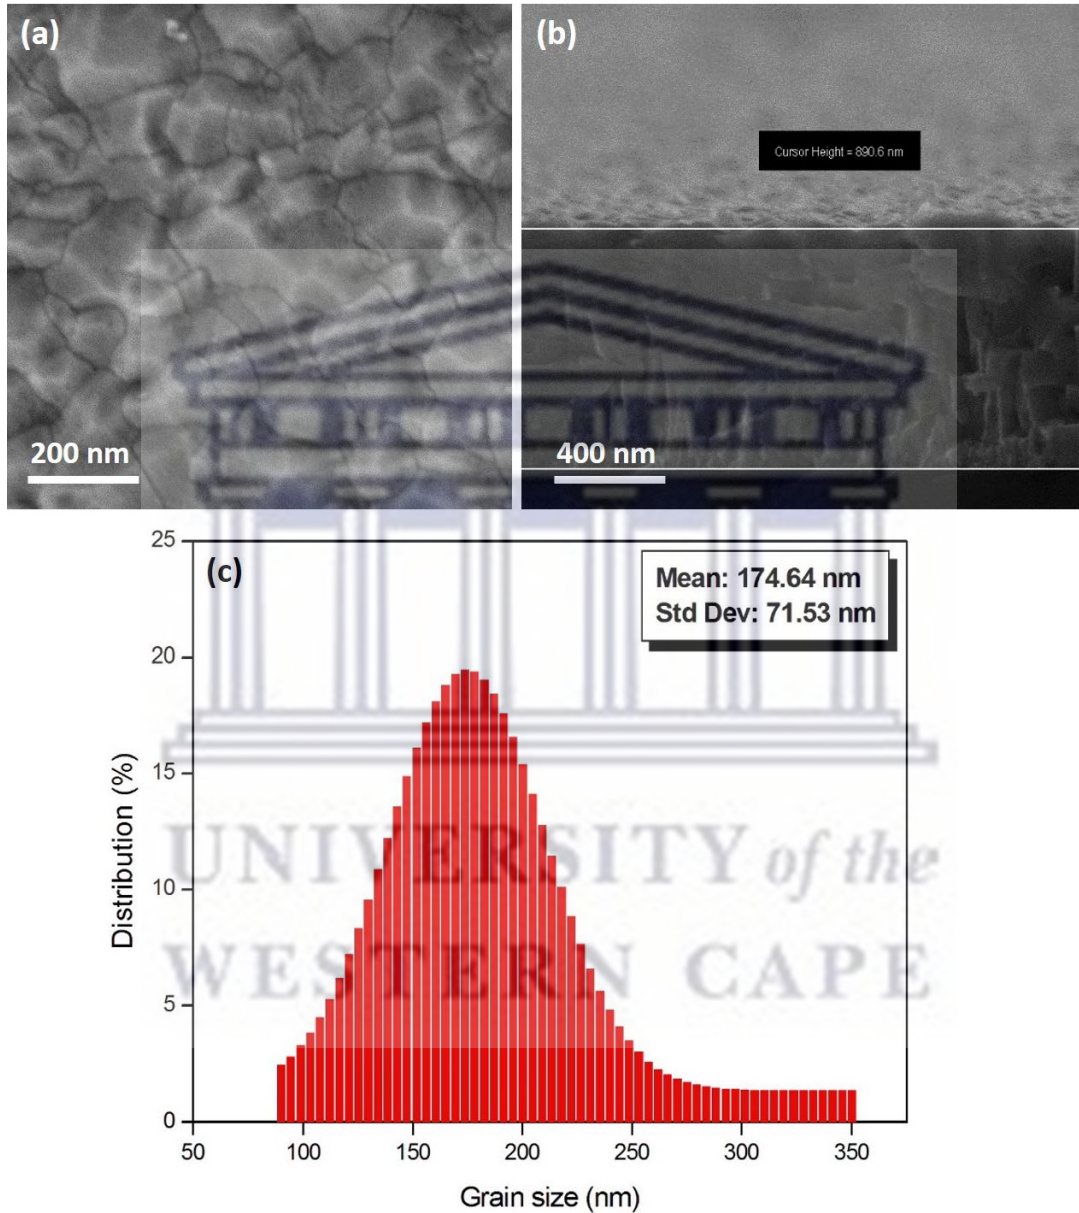 (a)
(b)
Cursor Height = 890.6 nm
200 nm
400 nm
(c)
Mean: 174.64 nm
Std Dev: 71.53 nm
25
20
15
10
5
0
Distribution (%)
50 100 150 200 250 300 350
Grain size (nm)
UNIVERSITY of the
WESTERN CAPE